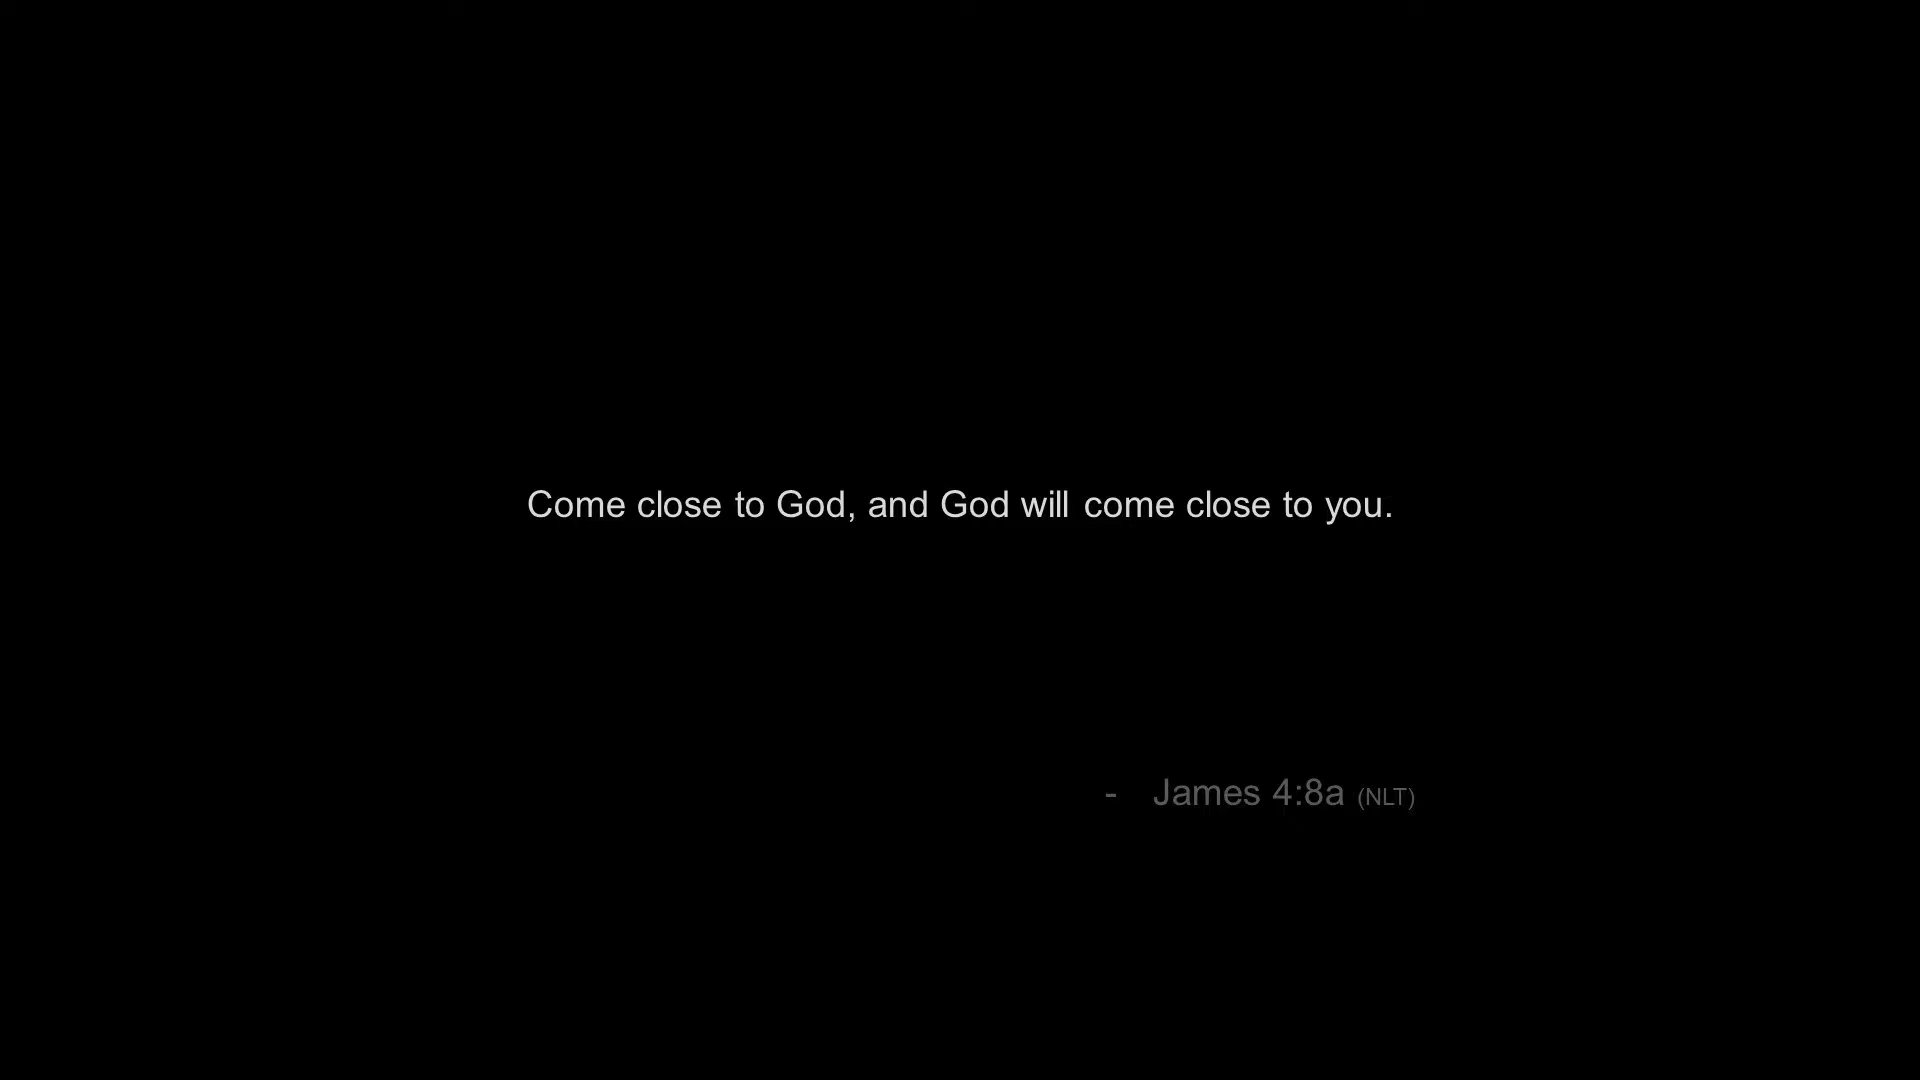 Come close to God, and God will come close to you.
- James 4:8a (NLT)